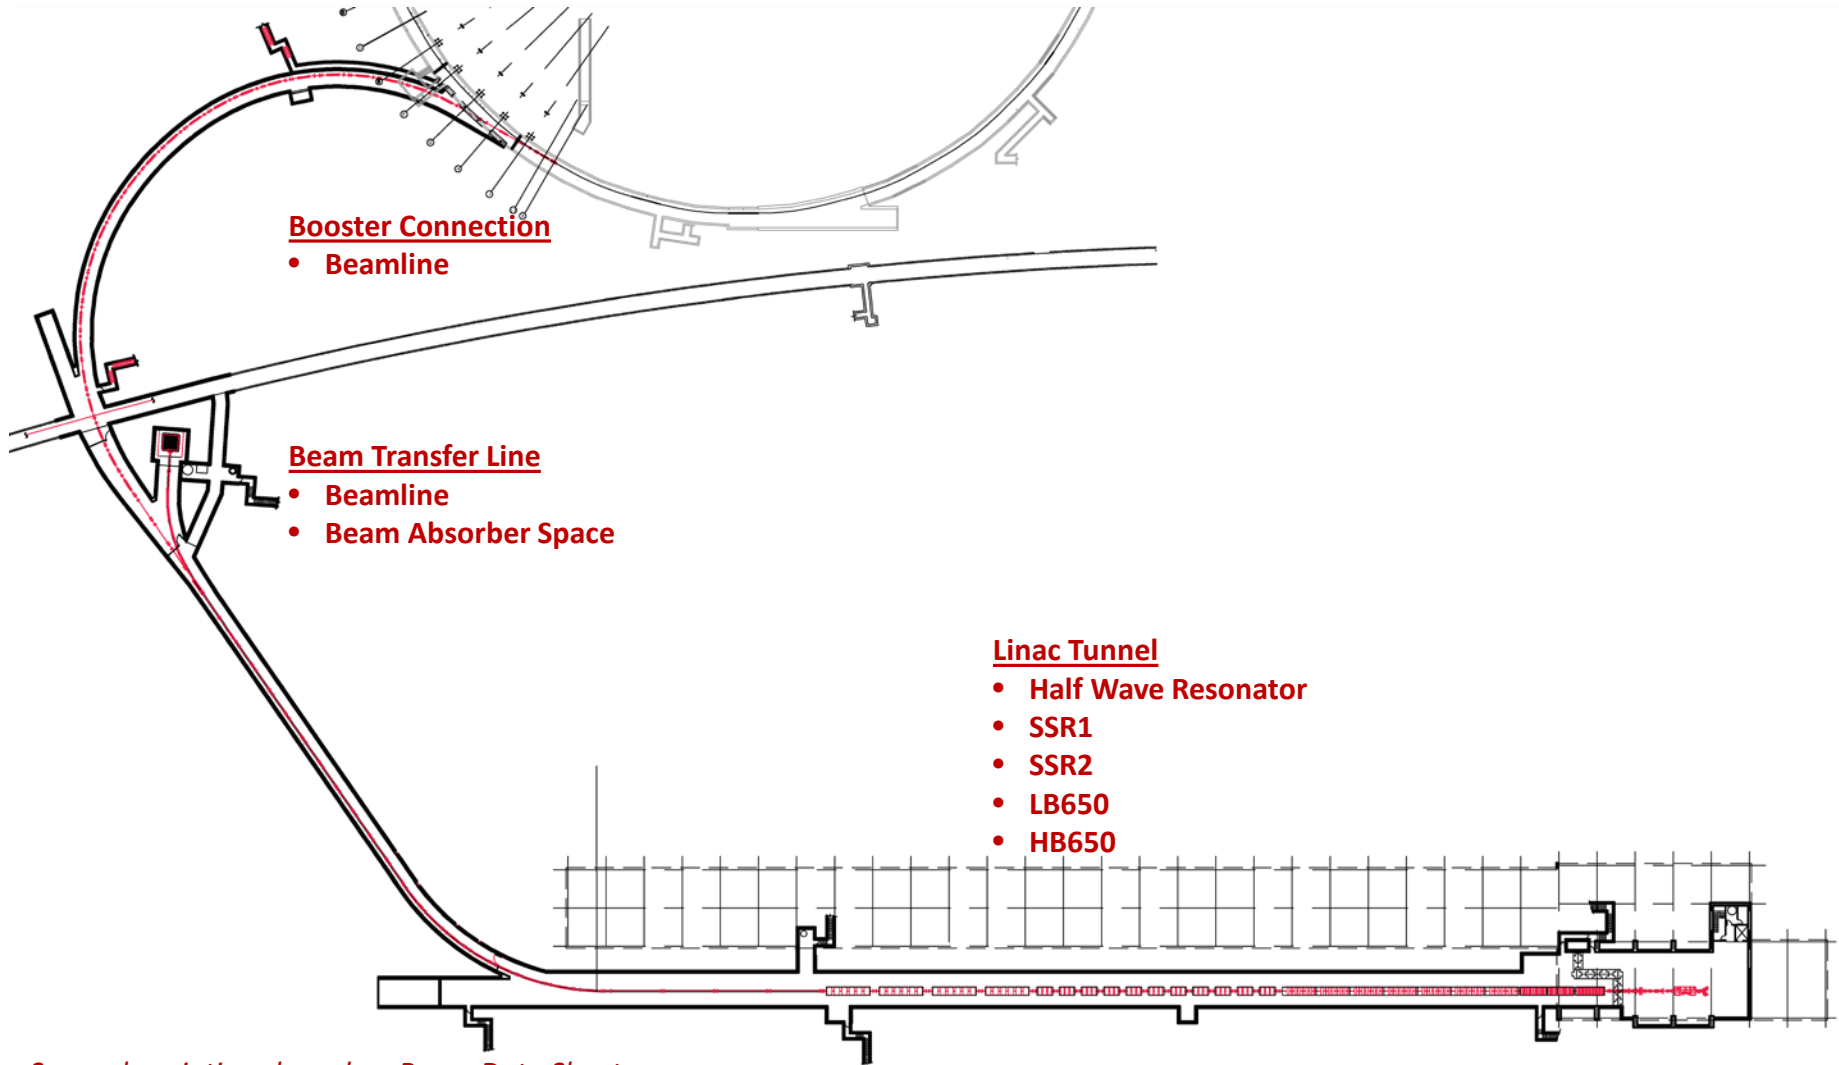 Booster Connection
• Beamline
Beam Transfer Line
• Beamline
• Beam Absorber Space
Linac Tunnel
• Half Wave Resonator
• SSR1
• SSR2
• LB650
• HB650